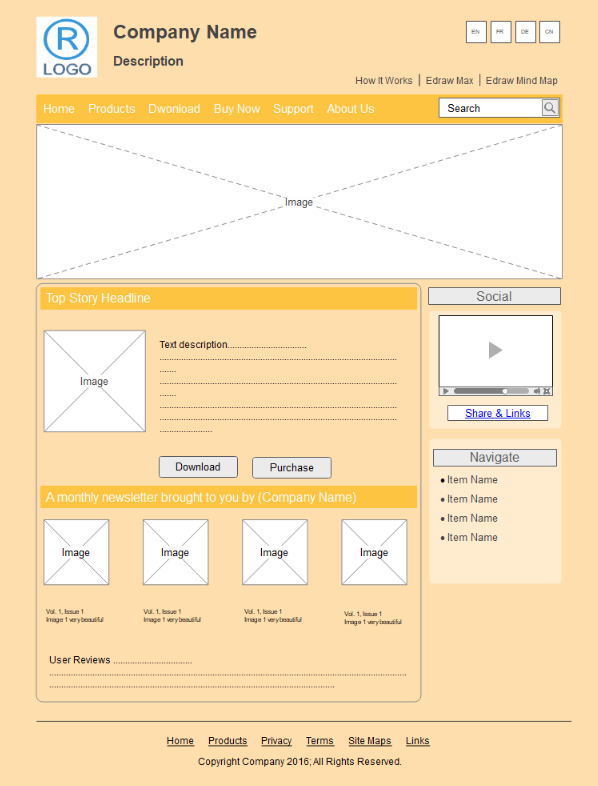 R
LOGO
Company Name
Description
EN FR DE CN
How It Works | Edraw Max | Edraw Mind Map
Home Products Dwonload Buy Now Support About Us
Search
Image
Top Story Headline
Image
Text description.................................
Download Purchase
A monthly newsletter brought to you by (Company Name)
Image Image Image Image
Vol. 1, Issue 1 Vol. 1, Issue 1 Vol. 1, Issue 1 Vol. 1, Issue 1
Image 1 very beautiful Image 1 very beautiful Image 1 very beautiful Image 1 very beautiful
User Reviews .................................
Social
Share & Links
Navigate
● Item Name
● Item Name
● Item Name
● Item Name
Home Products Privacy Terms Site Maps Links
Copyright Company 2016; All Rights Reserved.